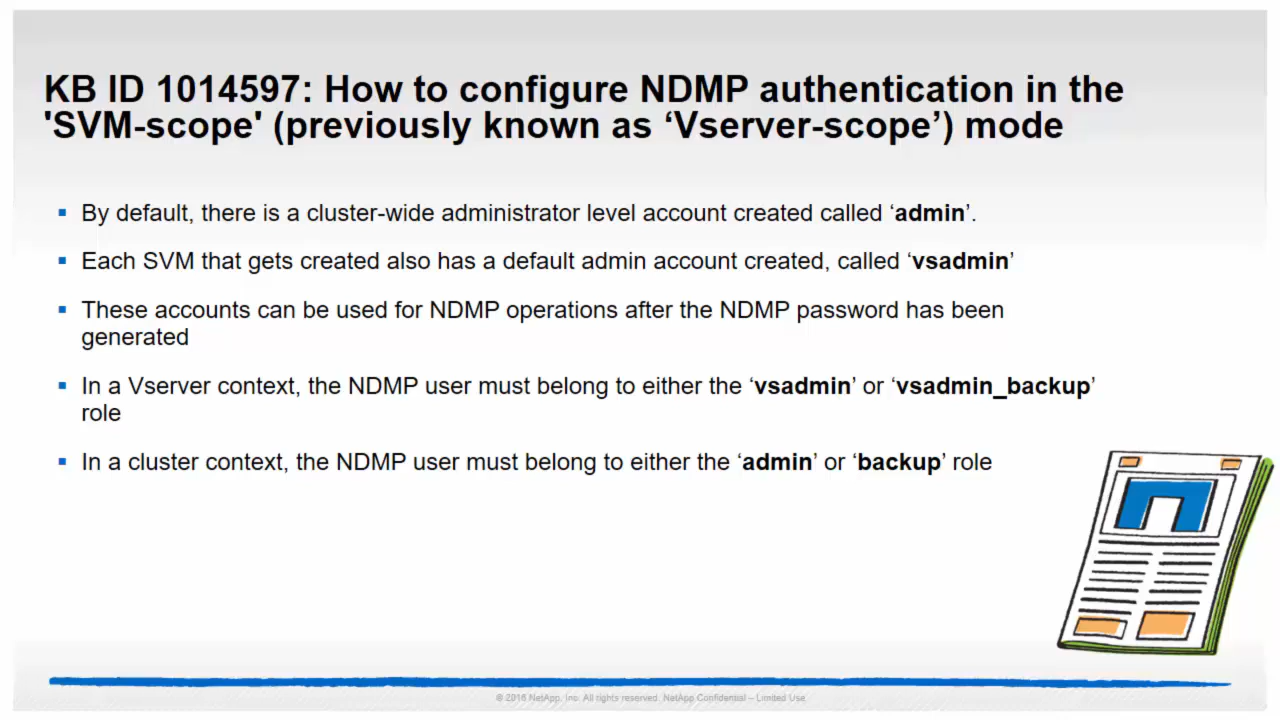 KB ID 1014597: How to configure NDMP authentication in the
'SVM-scope' (previously known as ‘Vserver-scope’) mode
By default, there is a cluster-wide administrator level account created called ‘admin’.
Each SVM that gets created also has a default admin account created, called ‘vsadmin’
These accounts can be used for NDMP operations after the NDMP password has been
generated
In a Vserver context, the NDMP user must belong to either the ‘vsadmin’ or ‘vsadmin_backup’
role
In a cluster context, the NDMP user must belong to either the ‘admin’ or ‘backup’ role
© 2016 NetApp, Inc. All rights reserved. NetApp Confidential – Limited Use